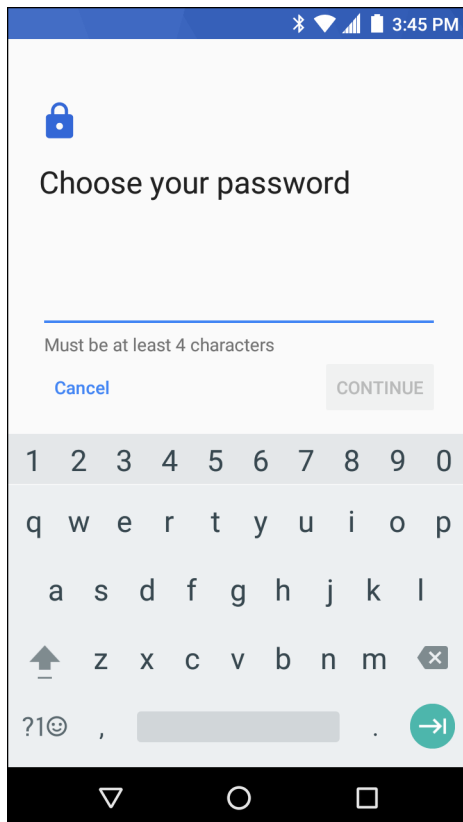 3:45 PM
Choose your password
Must be at least 4 characters
Cancel CONTINUE
1 2 3 4 5 6 7 8 9 0
q w e r t y u i o p
a s d f g h j k l
z x c v b n m
?1☺ , .